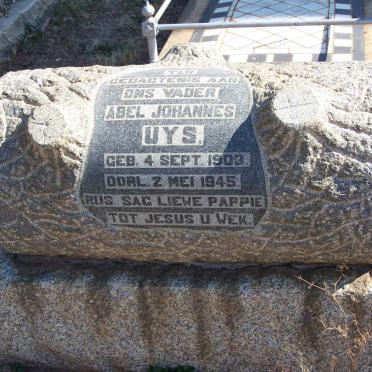 GEDAGTENIS AAN
ONS VADER
ABEL JOHANNES
UYS.
GEB. 4 SEPT. 1903.
OORL. 2 MEI 1945.
RUS SAG LIEWE PAPPIE
TOT JESUS U WEK.